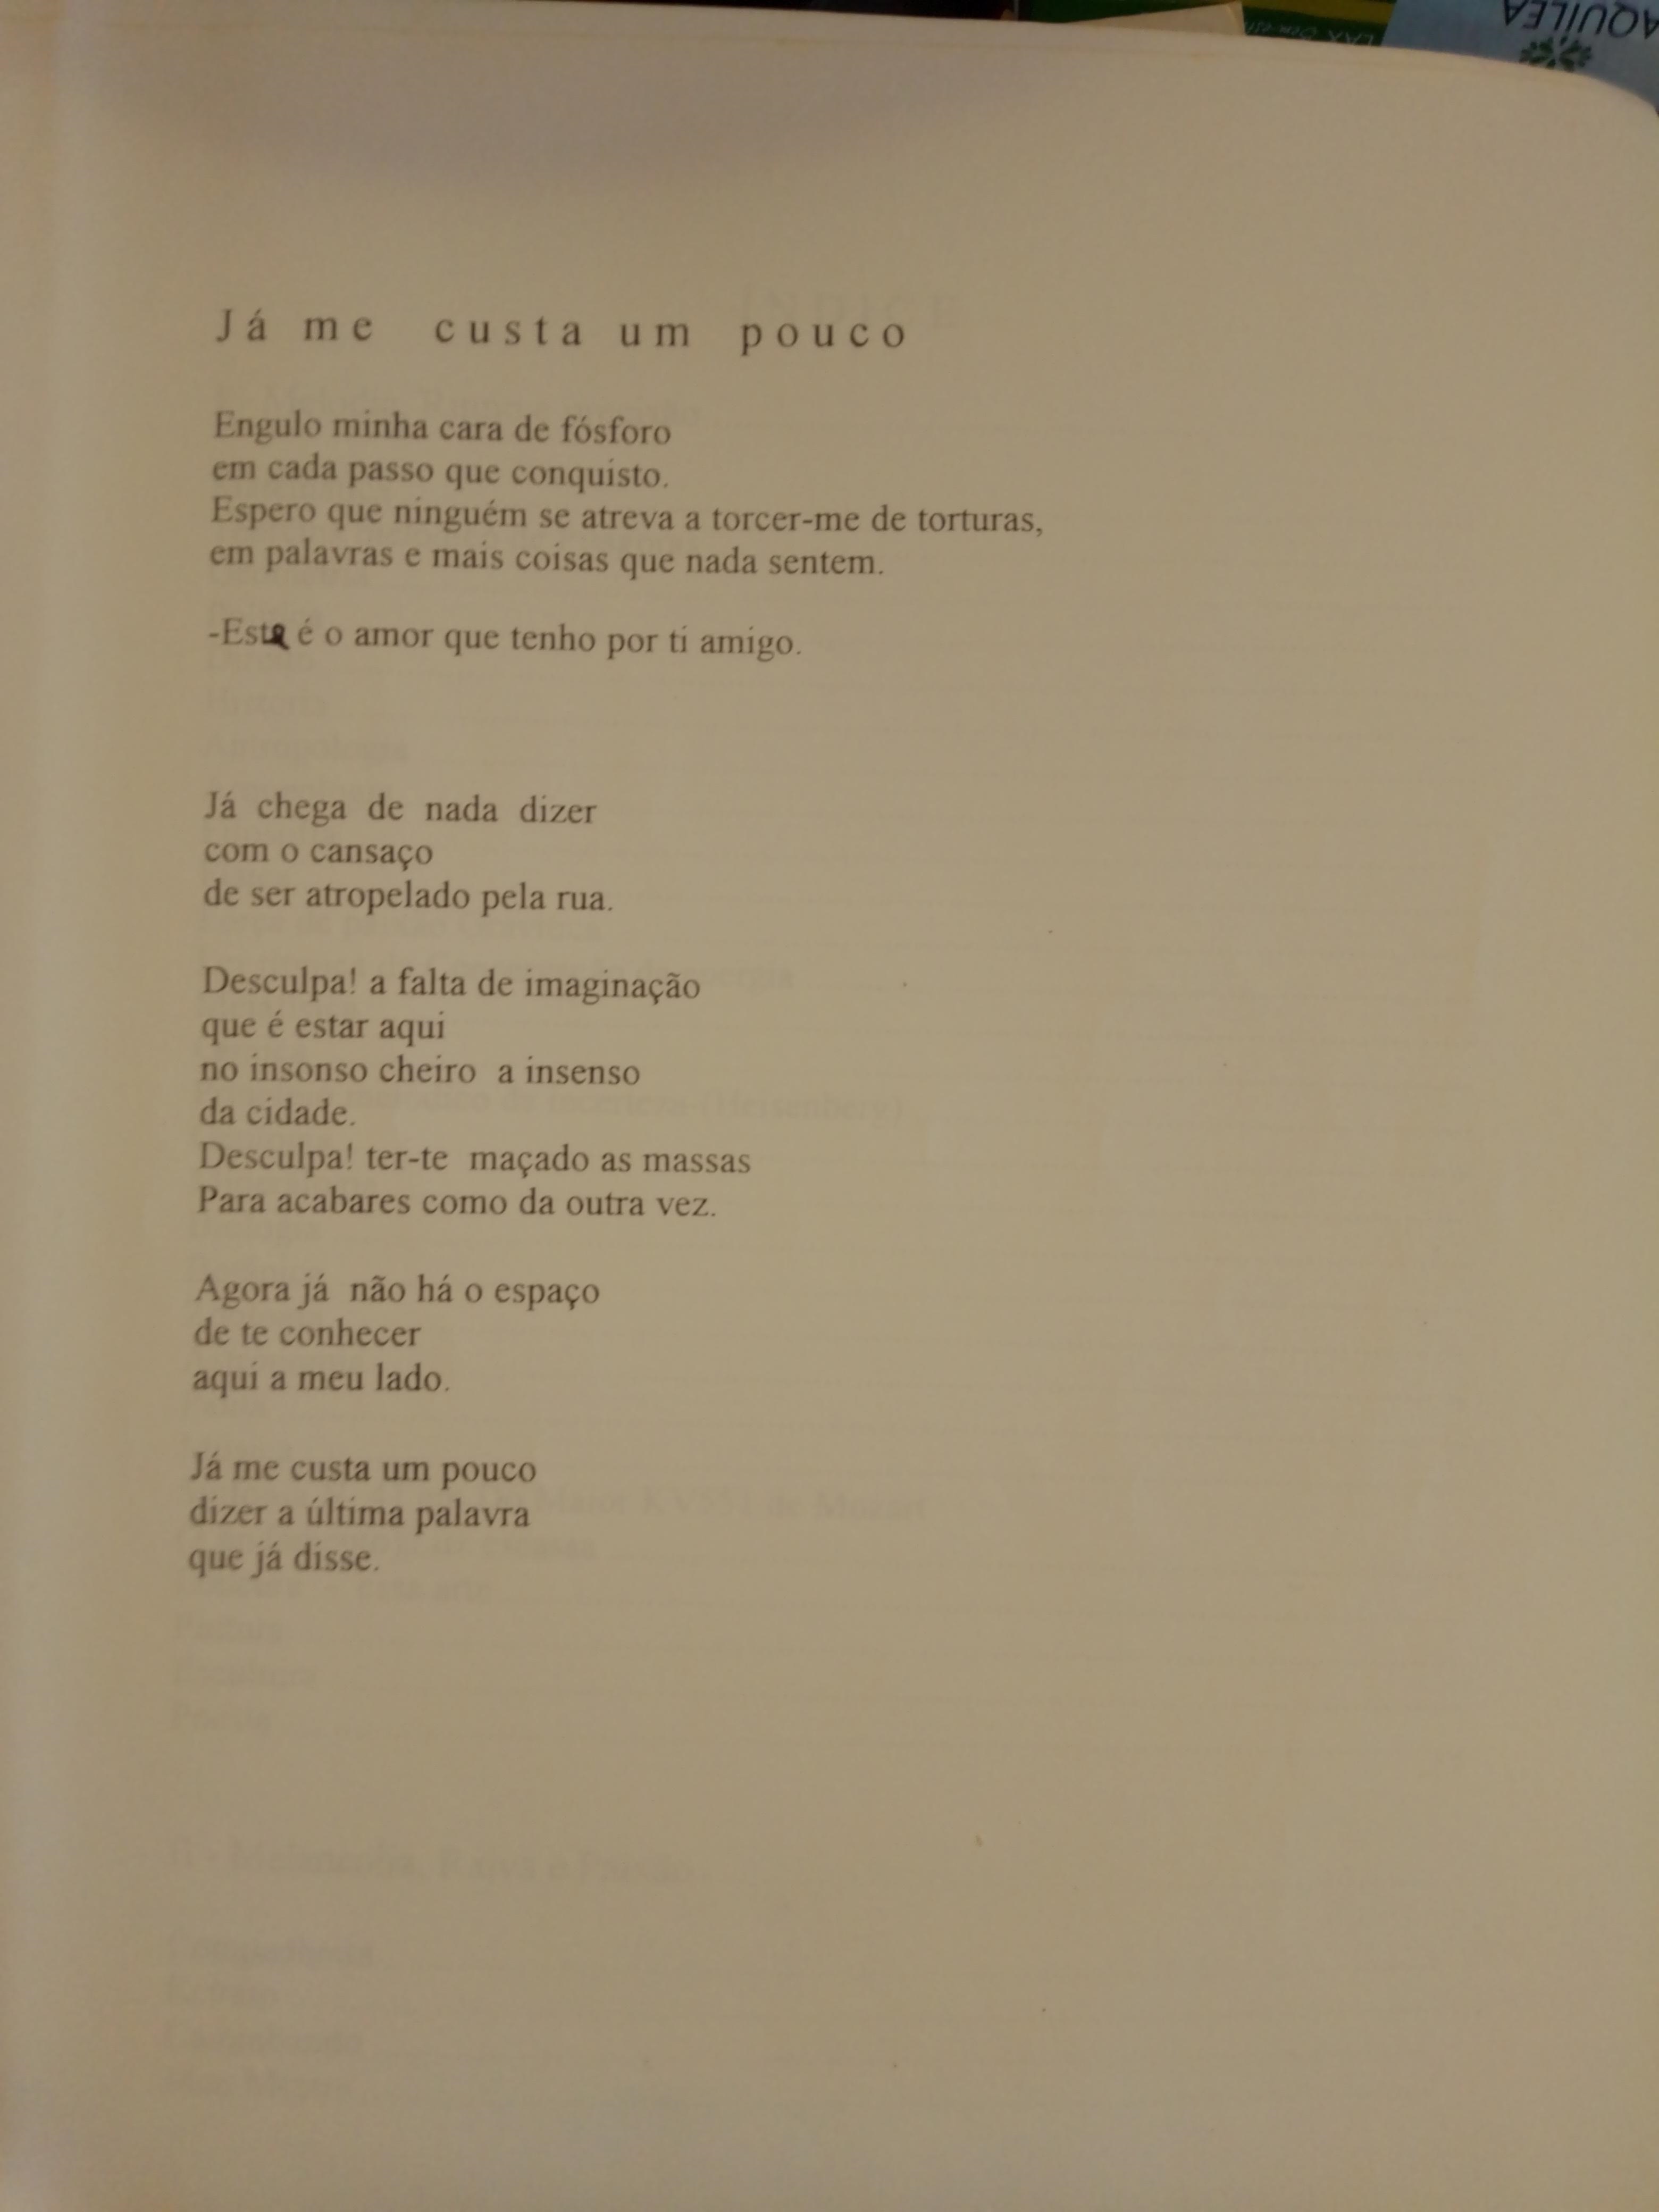 AQUÍLEA
Já me custa um pouco
Engulo minha cara de fósforo
em cada passo que conquisto.
Espero que ninguém se atreva a torcer-me de torturas,
em palavras e mais coisas que nada sentem.
-Este é o amor que tenho por ti amigo.
Já chega de nada dizer
com o cansaço
de ser atropelado pela rua.
Desculpa! a falta de imaginação
que é estar aqui
no insonso cheiro a insenso
da cidade.
Desculpa! ter-te maçado as massas
Para acabares como da outra vez.
Agora já não há o espaço
de te conhecer
aqui a meu lado.
Já me custa um pouco
dizer a última palavra
que já disse.